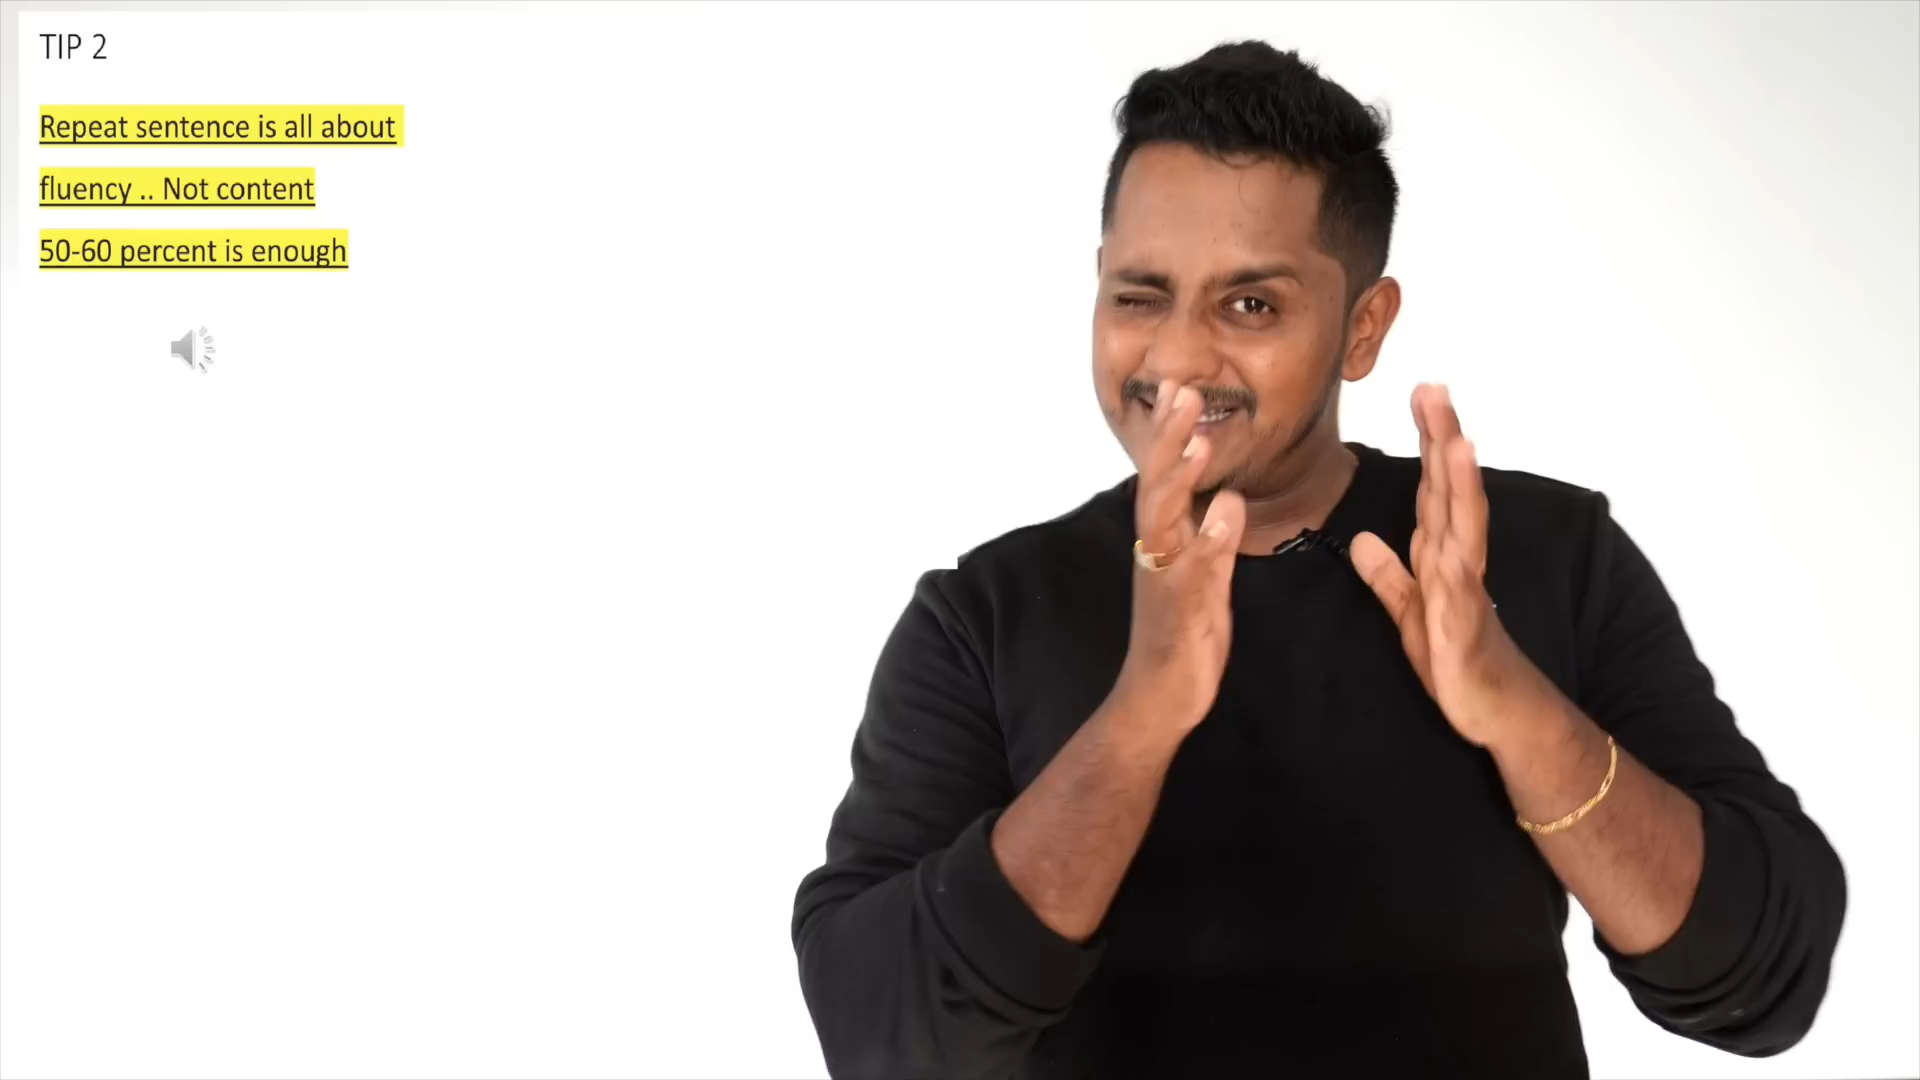 TIP 2
Repeat sentence is all about
fluency .. Not content
50-60 percent is enough